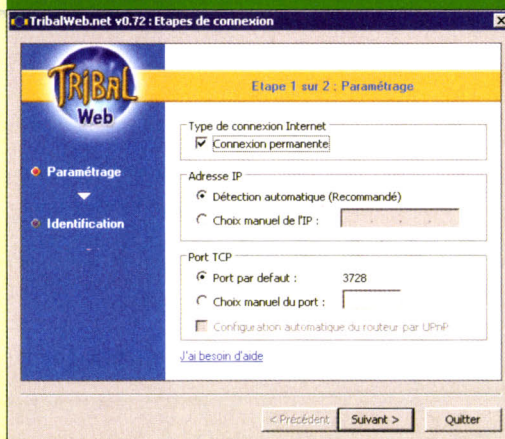 TribalWeb.net v0.72 : Etapes de connexion
TRIBAL
Web
Etape 1 sur 2 : Paramétrage
Type de connexion Internet
Connexion permanente
Paramétrage
Adresse IP
Détection automatique (Recommandé)
Choix manuel de l'IP :
Identification
Port TCP
Port par defaut : 3728
Choix manuel du port :
Configuration automatique du routeur par UPnP
J'ai besoin d'aide
< Précédent Suivant > Quitter